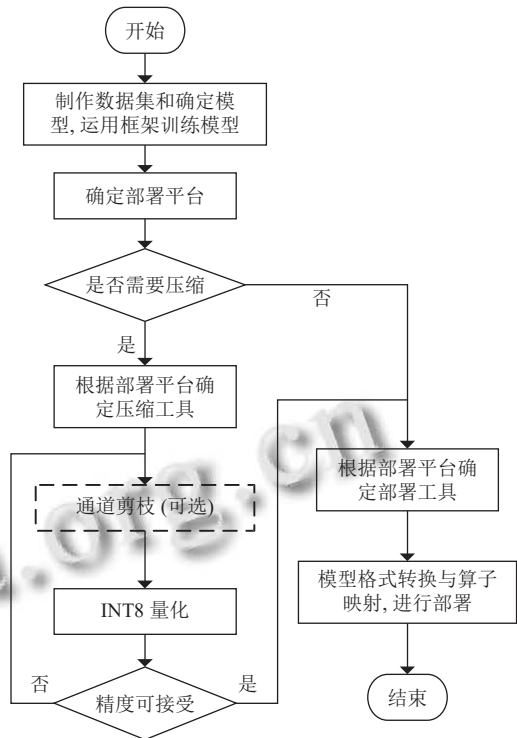 开始
制作数据集和确定模
型, 运用框架训练模型
确定部署平台
是否需要压缩
否
是
根据部署平台确
定压缩工具
根据部署平台确
定部署工具
通道剪枝 (可选)
模型格式转换与算子
映射, 进行部署
INT8 量化
否
精度可接受
是
结束
.org.cn